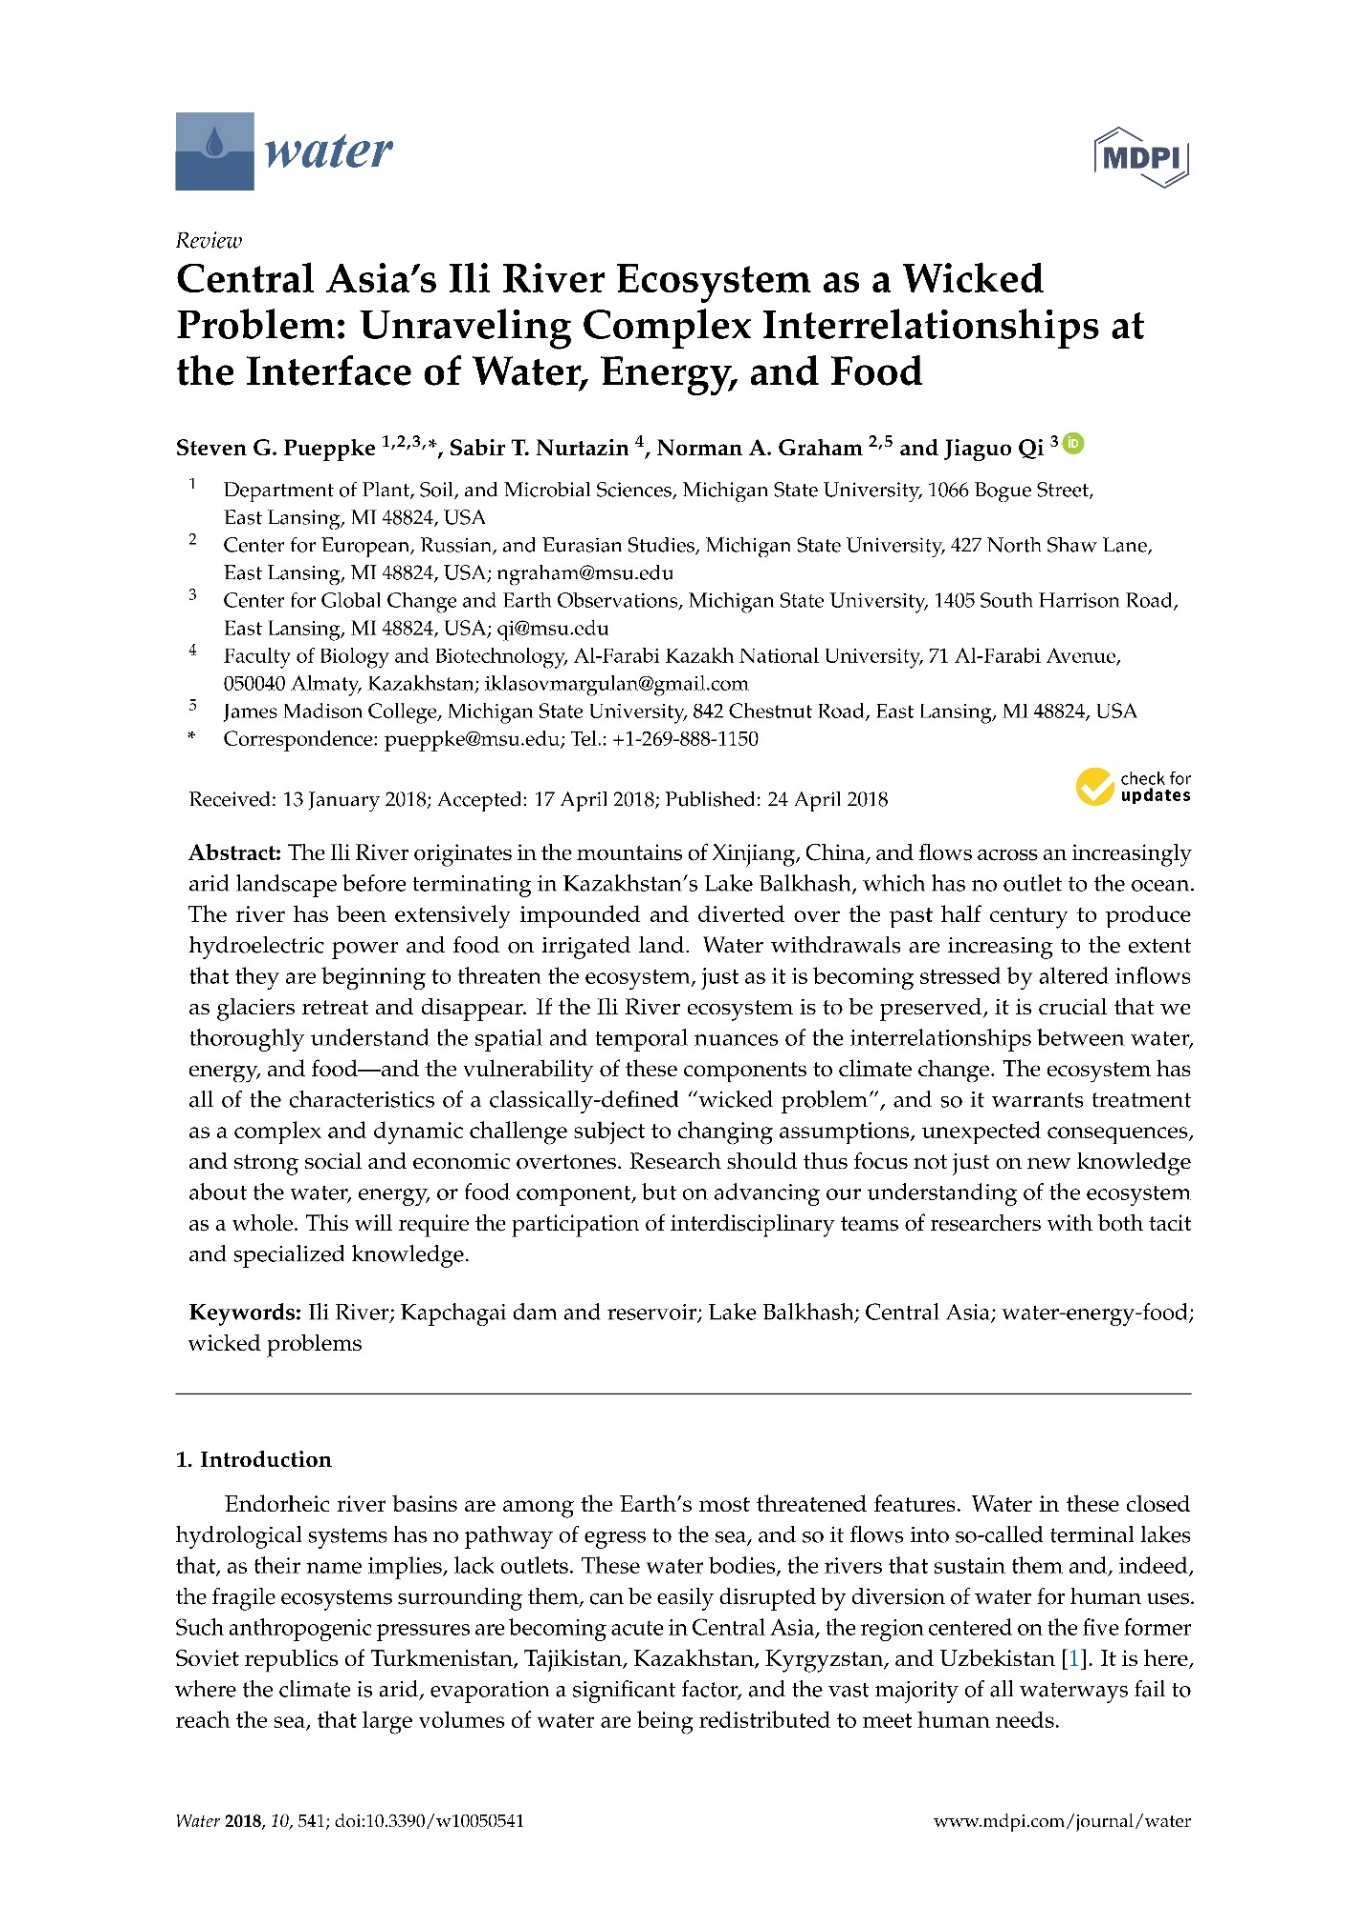 water
MDPI
Review
Central Asia's Ili River Ecosystem as a Wicked
Problem: Unraveling Complex Interrelationships at
the Interface of Water, Energy, and Food
Steven G. Pueppke 1,2,3,*, Sabir T. Nurtazin 4, Norman A. Graham 2,5 and Jiaguo Qi 3 iD
1 Department of Plant, Soil, and Microbial Sciences, Michigan State University, 1066 Bogue Street,
East Lansing, MI 48824, USA
2 Center for European, Russian, and Eurasian Studies, Michigan State University, 427 North Shaw Lane,
East Lansing, MI 48824, USA; ngraham@msu.edu
3 Center for Global Change and Earth Observations, Michigan State University, 1405 South Harrison Road,
East Lansing, MI 48824, USA; qi@msu.edu
4 Faculty of Biology and Biotechnology, Al-Farabi Kazakh National University, 71 Al-Farabi Avenue,
050040 Almaty, Kazakhstan; iklasovmargulan@gmail.com
5 James Madison College, Michigan State University, 842 Chestnut Road, East Lansing, MI 48824, USA
* Correspondence: pueppke@msu.edu; Tel.: +1-269-888-1150
check for
updates
Received: 13 January 2018; Accepted: 17 April 2018; Published: 24 April 2018
Abstract: The Ili River originates in the mountains of Xinjiang, China, and flows across an increasingly
arid landscape before terminating in Kazakhstan's Lake Balkhash, which has no outlet to the ocean.
The river has been extensively impounded and diverted over the past half century to produce
hydroelectric power and food on irrigated land. Water withdrawals are increasing to the extent
that they are beginning to threaten the ecosystem, just as it is becoming stressed by altered inflows
as glaciers retreat and disappear. If the Ili River ecosystem is to be preserved, it is crucial that we
thoroughly understand the spatial and temporal nuances of the interrelationships between water,
energy, and food—and the vulnerability of these components to climate change. The ecosystem has
all of the characteristics of a classically-defined "wicked problem", and so it warrants treatment
as a complex and dynamic challenge subject to changing assumptions, unexpected consequences,
and strong social and economic overtones. Research should thus focus not just on new knowledge
about the water, energy, or food component, but on advancing our understanding of the ecosystem
as a whole. This will require the participation of interdisciplinary teams of researchers with both tacit
and specialized knowledge.
Keywords: Ili River; Kapchagai dam and reservoir; Lake Balkhash; Central Asia; water-energy-food;
wicked problems
1. Introduction
Endorheic river basins are among the Earth's most threatened features. Water in these closed
hydrological systems has no pathway of egress to the sea, and so it flows into so-called terminal lakes
that, as their name implies, lack outlets. These water bodies, the rivers that sustain them and, indeed,
the fragile ecosystems surrounding them, can be easily disrupted by diversion of water for human uses.
Such anthropogenic pressures are becoming acute in Central Asia, the region centered on the five former
Soviet republics of Turkmenistan, Tajikistan, Kazakhstan, Kyrgyzstan, and Uzbekistan [1]. It is here,
where the climate is arid, evaporation a significant factor, and the vast majority of all waterways fail to
reach the sea, that large volumes of water are being redistributed to meet human needs.
Water 2018, 10, 541; doi:10.3390/w10050541
www.mdpi.com/journal/water